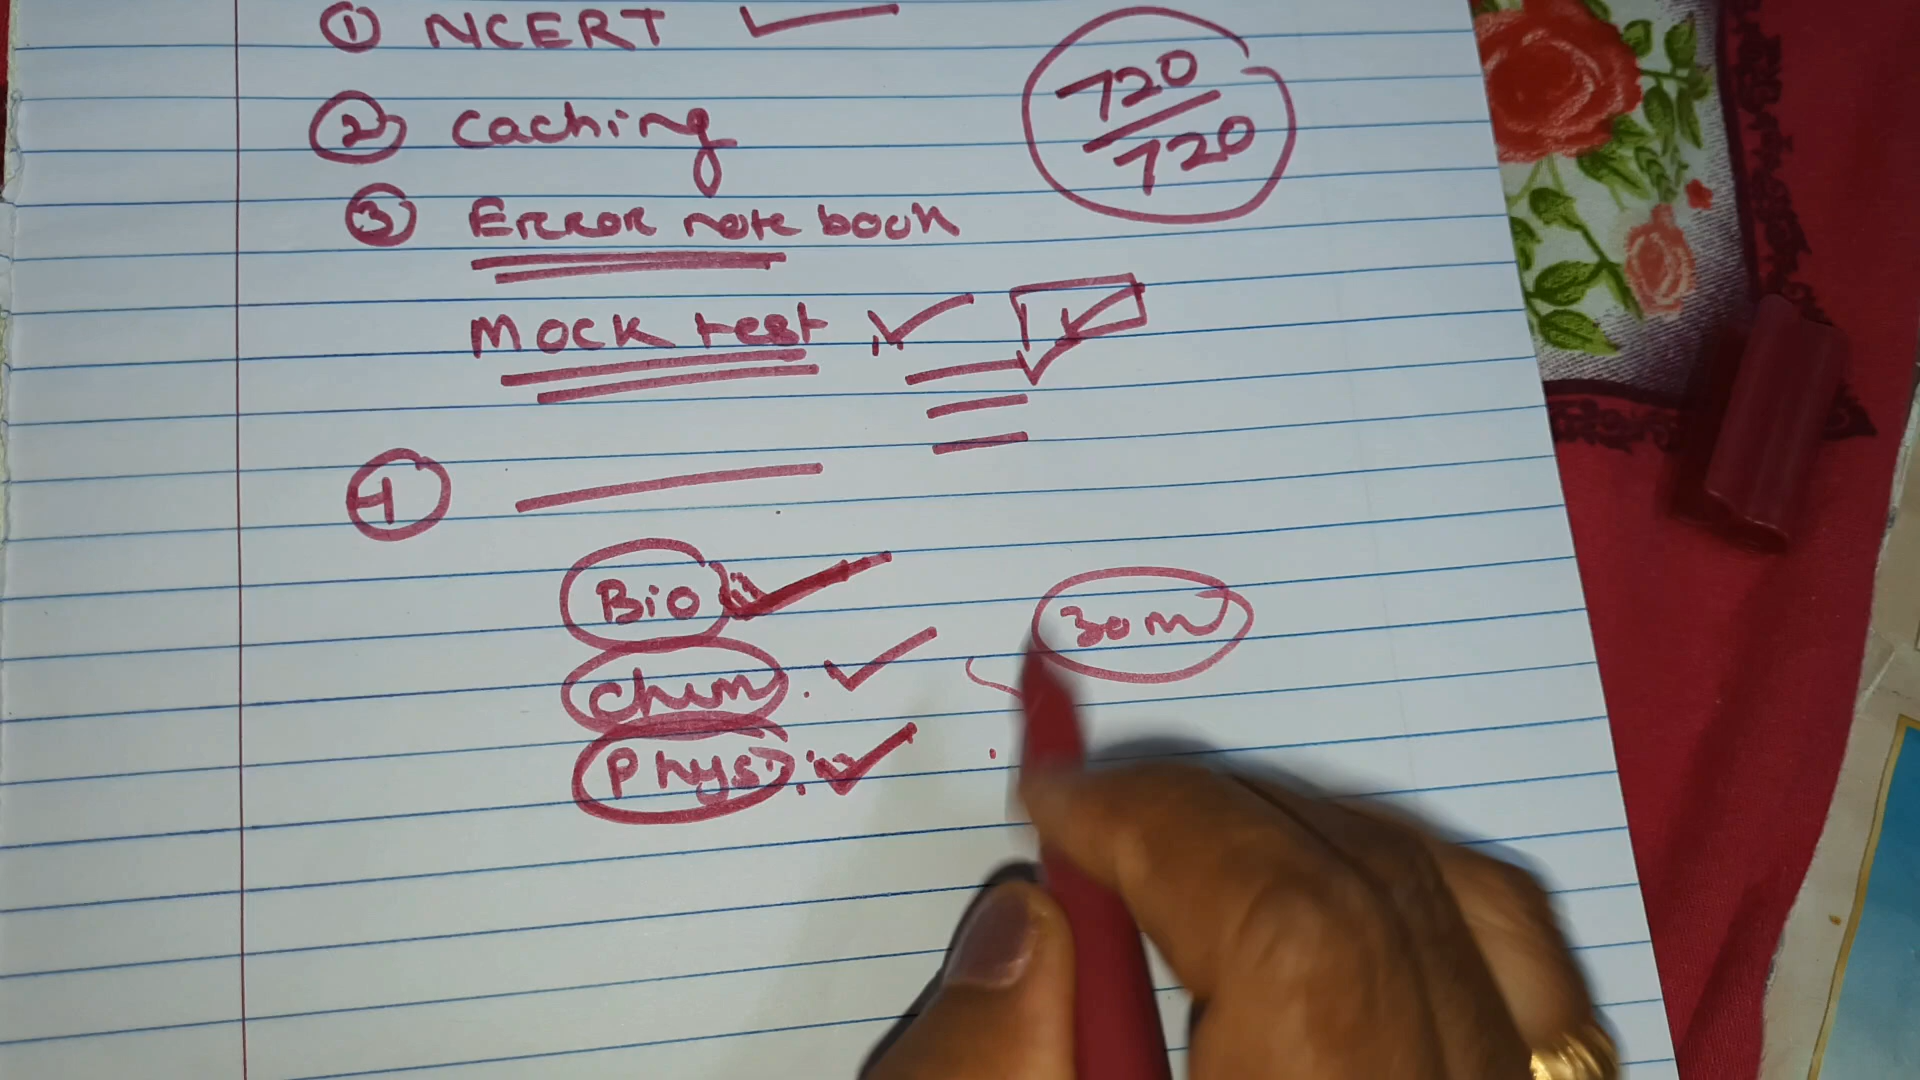 ① NCERT
② Caching
720
720
③ ERROR note book
Mock test
④
Bio
30 m
Chem
Phys